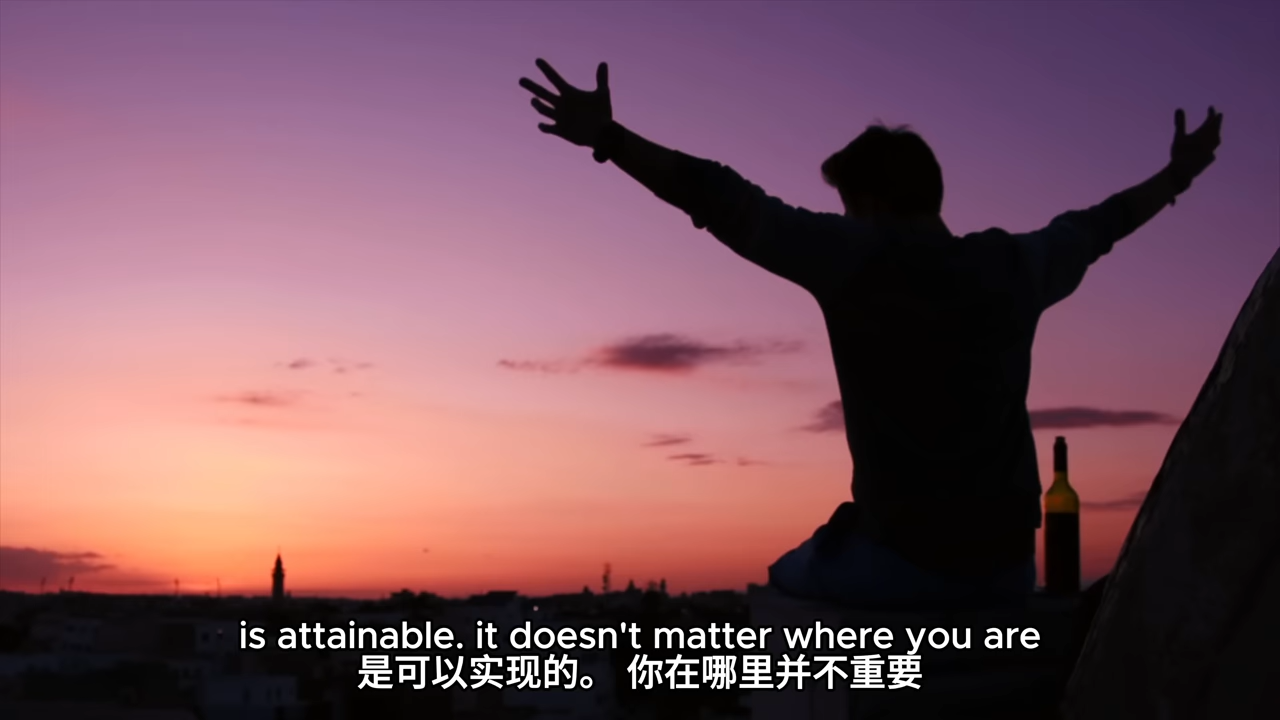 is attainable. it doesn't matter where you are
是可以实现的。 你在哪里并不重要